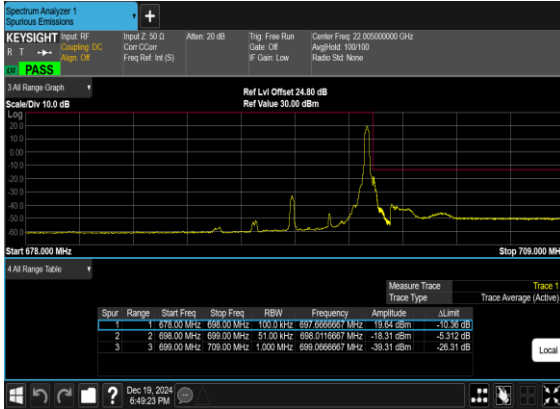 Spectrum Analyzer 1
Spurious Emissions
KEYSIGHT
R T
PASS
Input: RF
Coupling: DC
Align: Off
Input Z: 50 Ω
Corr CCorr
Freq Ref: Int (S)
Atten: 20 dB
Trig: Free Run
Gate: Off
IF Gain: Low
Center Freq: 22.005000000 GHz
Avg|Hold: 100/100
Radio Std: None
3 All Range Graph
Scale/Div 10.0 dB
Ref Lvl Offset 24.80 dB
Ref Value 30.00 dBm
Log
20.0
10.0
0.00
-10.0
-20.0
-30.0
-40.0
-50.0
-60.0
Start 678.000 MHz
Stop 709.000 MH
4 All Range Table
Measure Trace Trace 1
Trace Type Trace Average (Active)
Spur Range Start Freq Stop Freq RBW Frequency Amplitude ΔLimit
1 1 678.00 MHz 698.00 MHz 100.0 kHz 697.6666667 MHz 19.64 dBm -10.36 dB
2 2 698.00 MHz 699.00 MHz 51.00 kHz 698.0116667 MHz -18.31 dBm -5.312 dB
3 3 699.00 MHz 709.00 MHz 1.000 MHz 699.0666667 MHz -39.31 dBm -26.31 dB
Local
?
Dec 19, 2024
6:49:23 PM